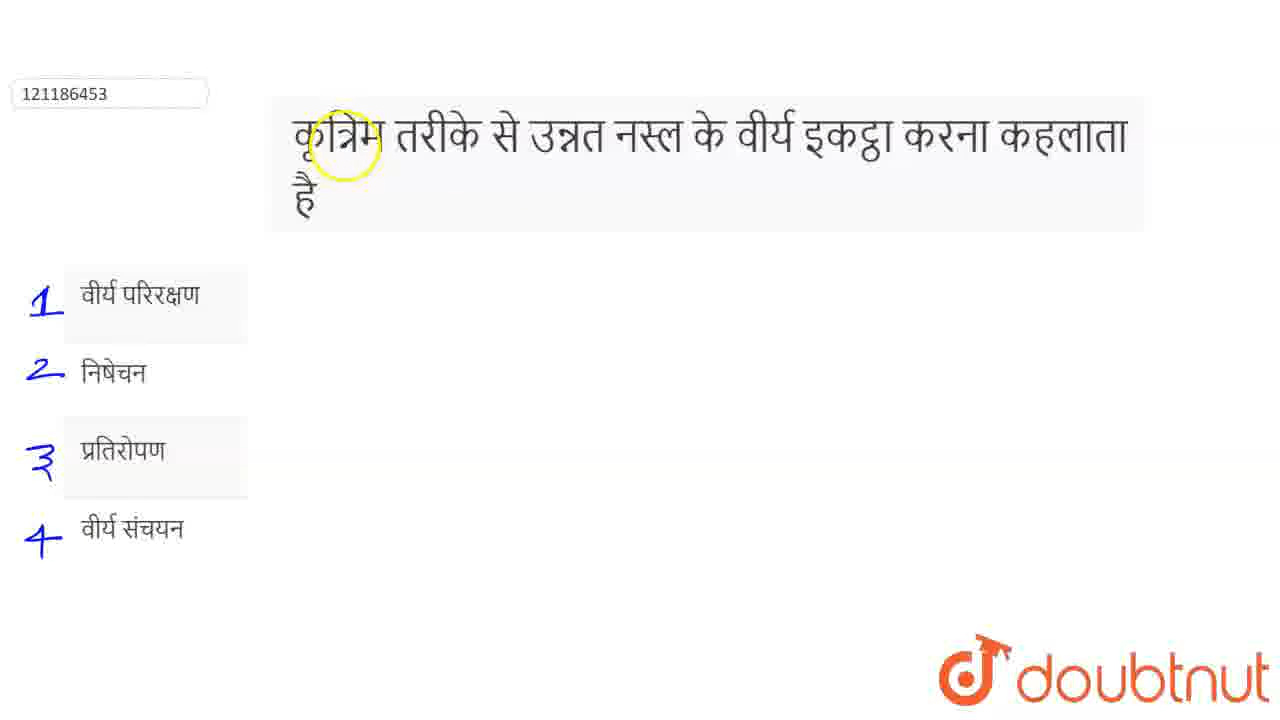 121186453
कृत्रिम तरीके से उन्नत नस्ल के वीर्य इकट्ठा करना कहलाता
है
1 वीर्य परिरक्षण
2 निषेचन
3 प्रतिरोपण
4 वीर्य संचयन
doubtnut